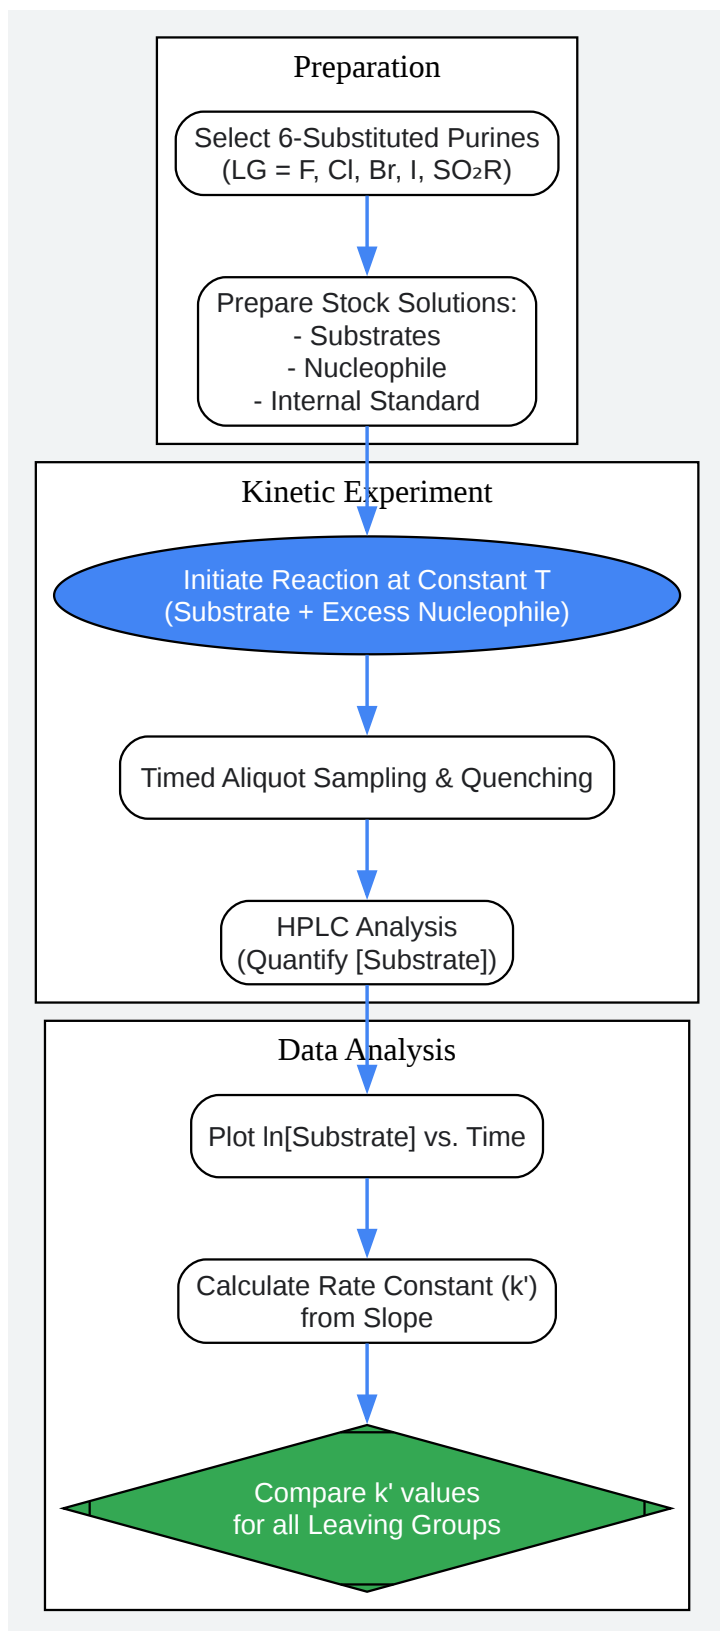 Preparation
Select 6-Substituted Purines
(LG = F, Cl, Br, I, SO₂R)
Prepare Stock Solutions:
- Substrates
- Nucleophile
- Internal Standard
Kinetic Experiment
Initiate Reaction at Constant T
(Substrate + Excess Nucleophile)
Timed Aliquot Sampling & Quenching
HPLC Analysis
(Quantify [Substrate])
Data Analysis
Plot ln[Substrate] vs. Time
Calculate Rate Constant (k')
from Slope
Compare k' values
for all Leaving Groups